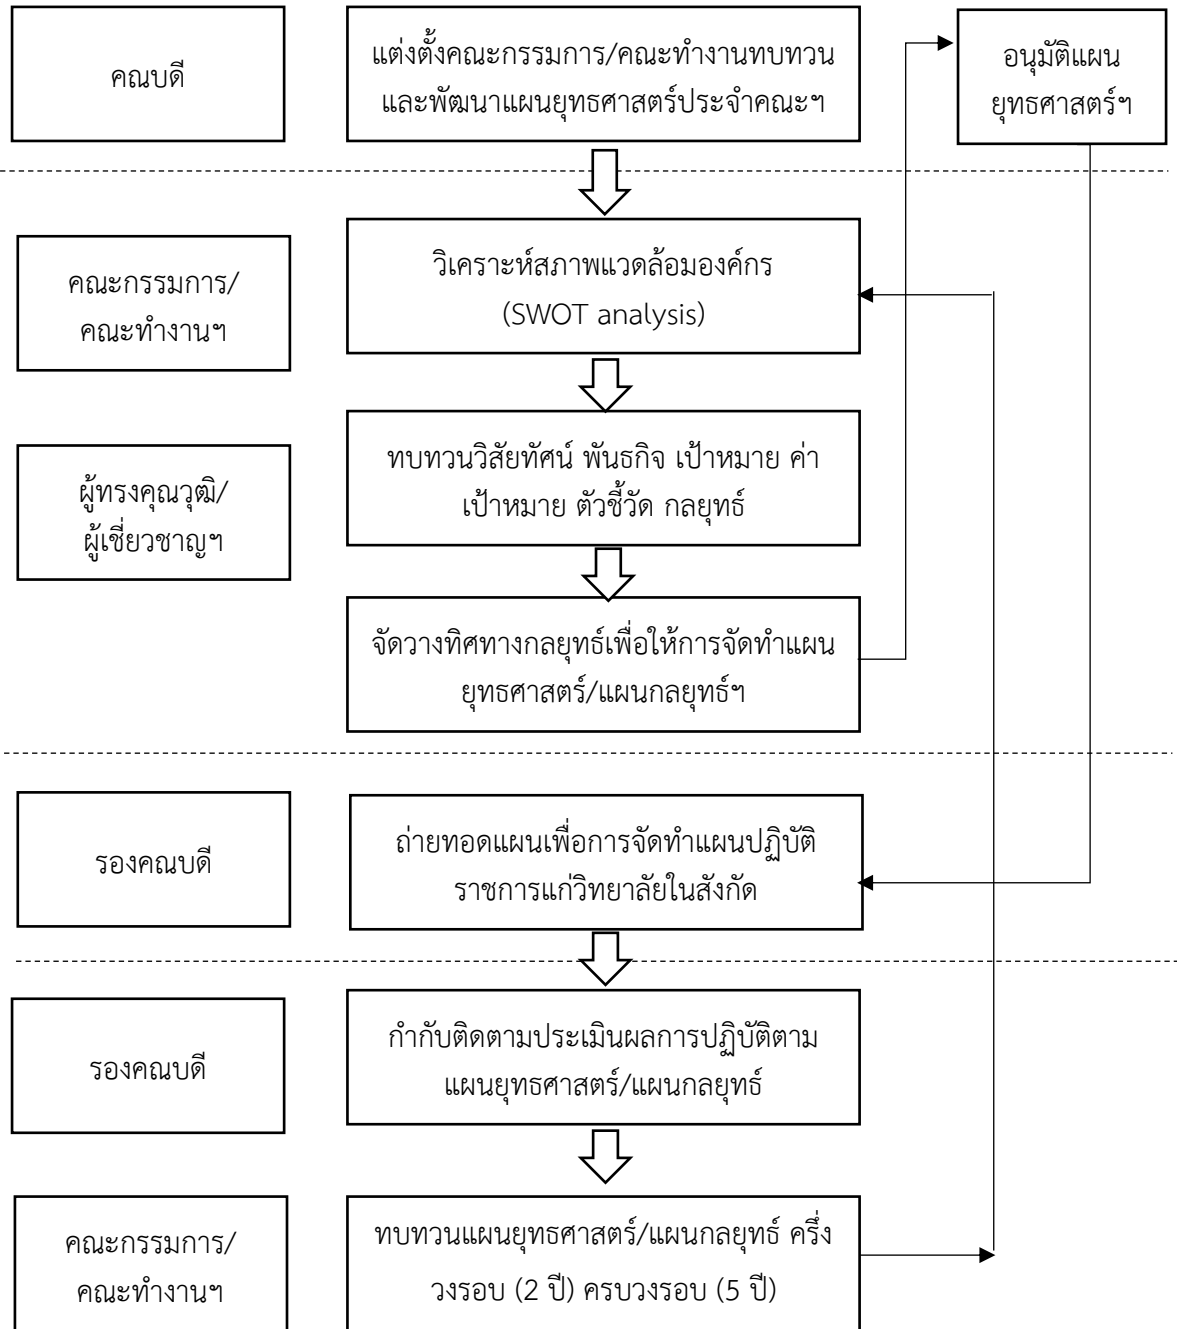 คณบดี
แต่งตั้งคณะกรรมการ/คณะทำงานทบทวน
และพัฒนาแผนยุทธศาสตร์ประจำคณะฯ
อนุมัติแผน
ยุทธศาสตร์ฯ
คณะกรรมการ/
คณะทำงานฯ
วิเคราะห์สภาพแวดล้อมองค์กร
(SWOT analysis)
ผู้ทรงคุณวุฒิ/
ผู้เชี่ยวชาญฯ
ทบทวนวิสัยทัศน์ พันธกิจ เป้าหมาย ค่า
เป้าหมาย ตัวชี้วัด กลยุทธ์
จัดวางทิศทางกลยุทธ์เพื่อให้การจัดทำแผน
ยุทธศาสตร์/แผนกลยุทธ์ฯ
รองคณบดี
ถ่ายทอดแผนเพื่อการจัดทำแผนปฏิบัติ
ราชการแก่วิทยาลัยในสังกัด
รองคณบดี
กำกับติดตามประเมินผลการปฏิบัติตาม
แผนยุทธศาสตร์/แผนกลยุทธ์
คณะกรรมการ/
คณะทำงานฯ
ทบทวนแผนยุทธศาสตร์/แผนกลยุทธ์ ครึ่ง
วงรอบ (2 ปี) ครบวงรอบ (5 ปี)